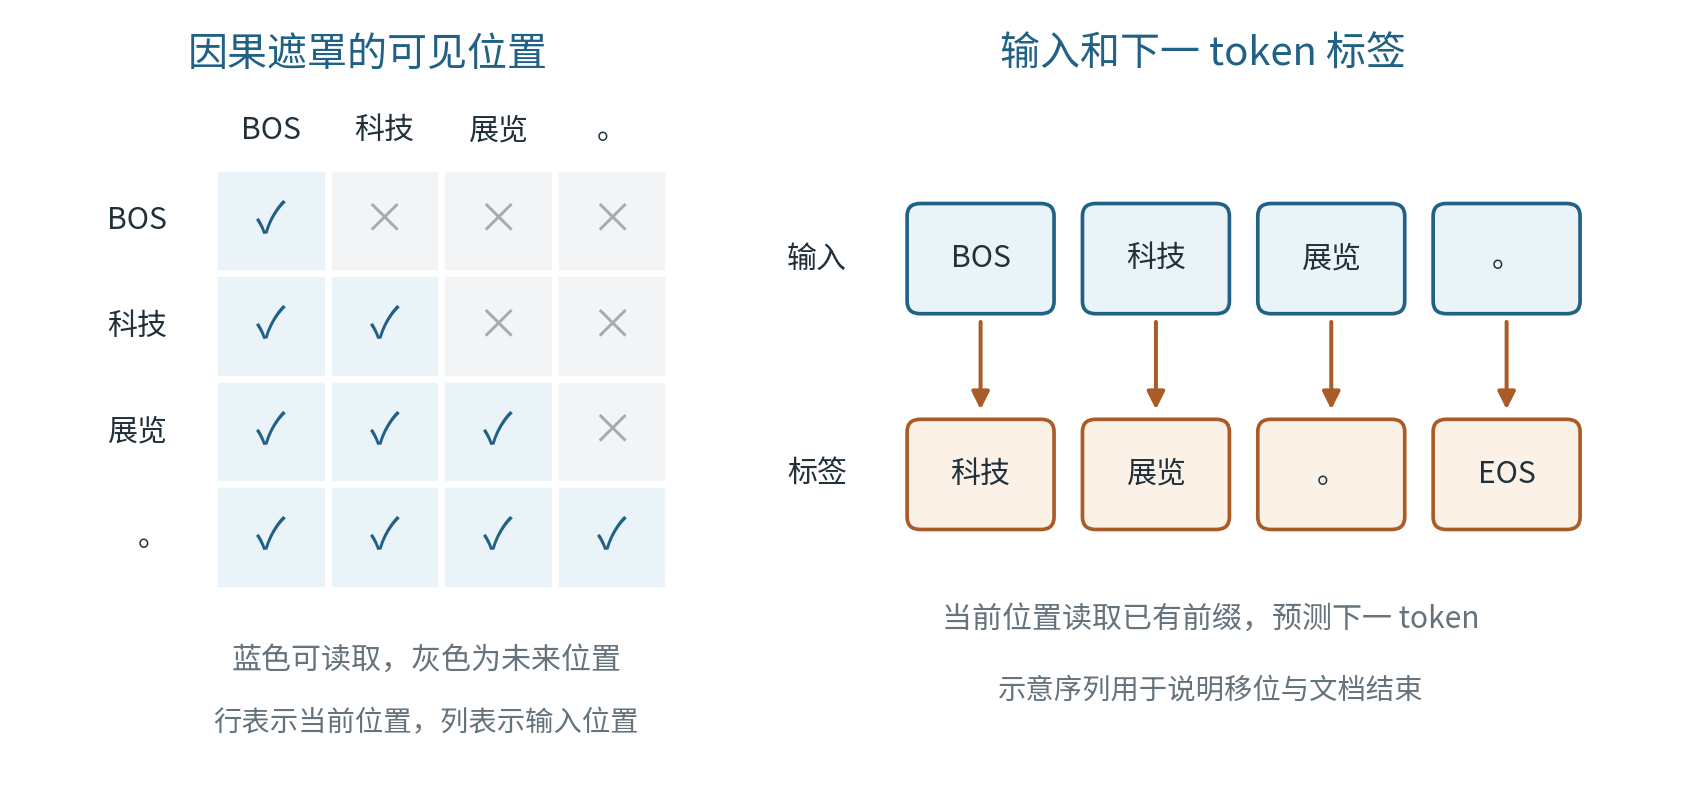 因果遮罩的可见位置
BOS 科技 展览 。
BOS ✓ × × ×
科技 ✓ ✓ × ×
展览 ✓ ✓ ✓ ×
。 ✓ ✓ ✓ ✓
蓝色可读取，灰色为未来位置
行表示当前位置，列表示输入位置
输入和下一 token 标签
输入 BOS 科技 展览 。
标签 科技 展览 。 EOS
当前位置读取已有前缀，预测下一 token
示意序列用于说明移位与文档结束